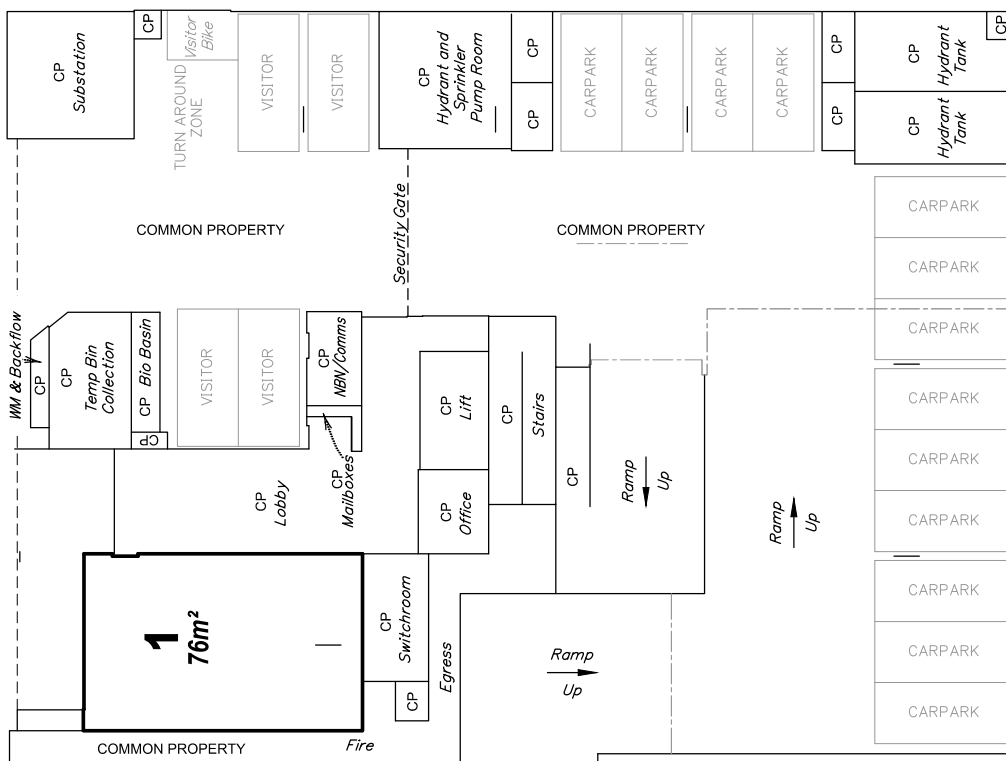 CP
Substation
CP
Visitor
Bike
TURN AROUND
ZONE
VISITOR
VISITOR
CP
Hydrant and
Sprinkler
Pump Room
CP
CP
CARPARK
CARPARK
CARPARK
CARPARK
CP
CP
CP
Hydrant
Tank
CP
CP
Hydrant
Tank
COMMON PROPERTY
Security Gate
COMMON PROPERTY
CARPARK
CARPARK
CARPARK
WM & Backflow
CP
CP
Temp Bin
Collection
CP Bio Basin
CP
VISITOR
VISITOR
CP
NBN/Comms
CP
Mailboxes
CP
Lobby
CP
Lift
CP
Office
CP
Stairs
CP
Ramp
Up
Ramp
Up
CARPARK
CARPARK
CARPARK
1
76m²
CP
Switchroom
CP
Egress
Ramp
Up
CARPARK
CARPARK
CARPARK
COMMON PROPERTY
Fire